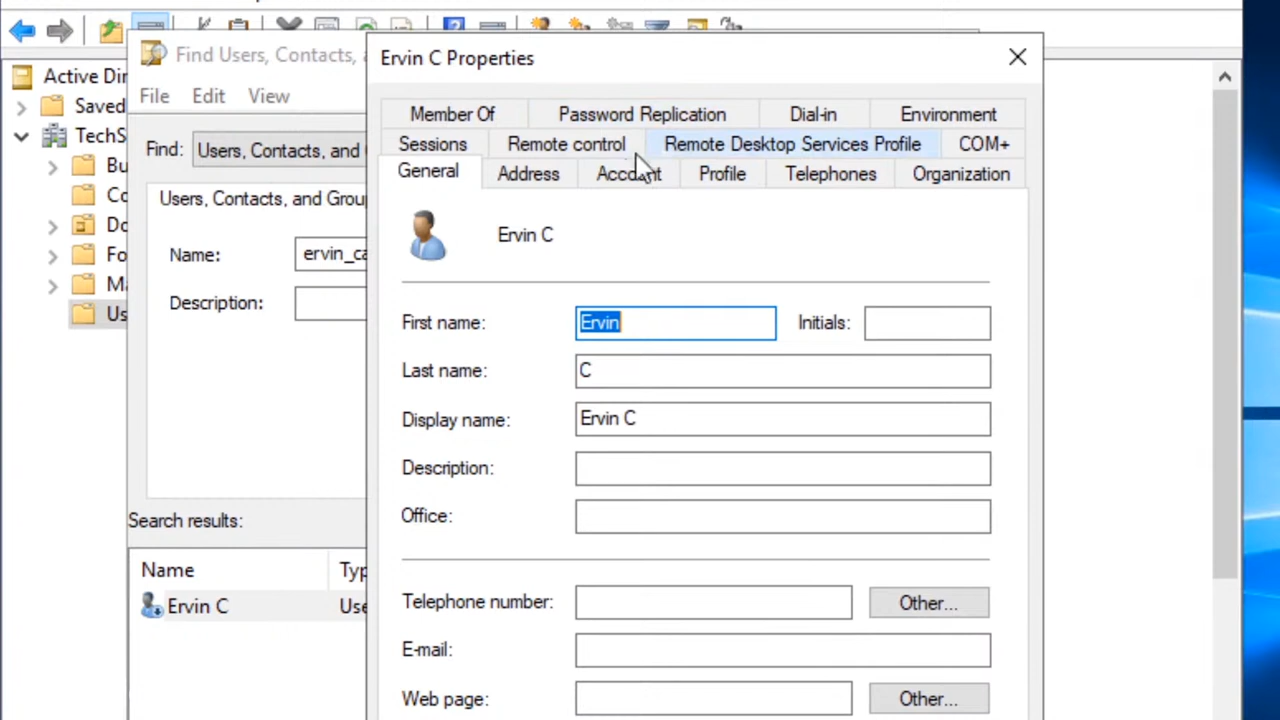 Find Users, Contacts, a
Ervin C Properties
Active Dir
Saved
TechS
Bu
Co
Do
Fo
Ma
Us
File Edit View
Find: Users, Contacts, and
Users, Contacts, and Grou
Name: ervin_ca
Description:
Search results:
Name Typ
Ervin C Use
Member Of Password Replication Dial-in Environment
Sessions Remote control Remote Desktop Services Profile COM+
General Address Account Profile Telephones Organization
Ervin C
First name: Ervin Initials:
Last name: C
Display name: Ervin C
Description:
Office:
Telephone number: Other...
E-mail:
Web page: Other...